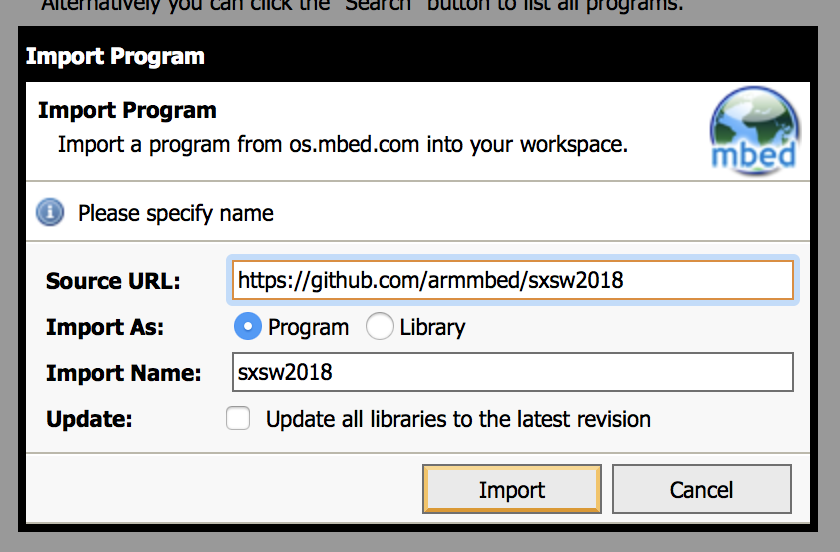 Alternatively you can click the "Search" button to list all programs.
Import Program
Import Program
Import a program from os.mbed.com into your workspace.
mbed
Please specify name
Source URL: https://github.com/armmbed/sxsw2018
Import As: Program Library
Import Name: sxsw2018
Update: Update all libraries to the latest revision
Import Cancel